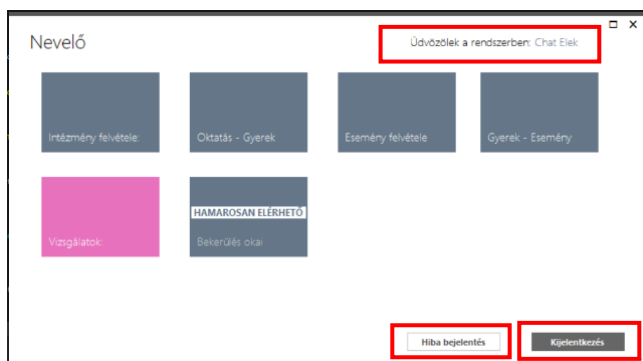 Nevelő
Üdvözölek a rendszerben: Chat Elek
Intézmény felvétele:
Oktatás - Gyerek
Esemény felvétele
Gyerek - Esemény
Vizsgálatok:
HAMAROSAN ELÉRHETŐ
Bekerülés okai
Hiba bejelentés
Kijelentkezés